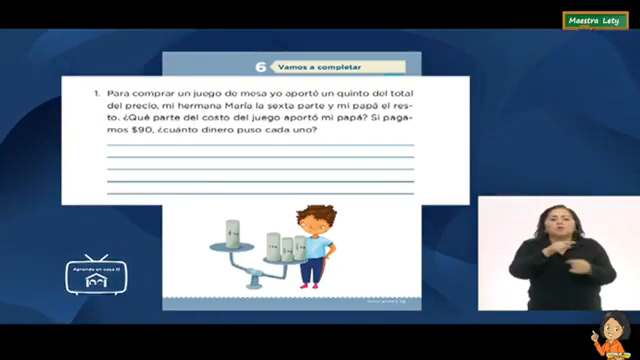 Maestra Lety
6 Vamos a completar
1. Para comprar un juego de mesa yo aporté un quinto del total
del precio, mi hermana María la sexta parte y mi papá el res-
to. ¿Qué parte del costo del juego aportó mi papá? Si paga-
mos $90, ¿cuánto dinero puso cada uno?
Aprende en casa II